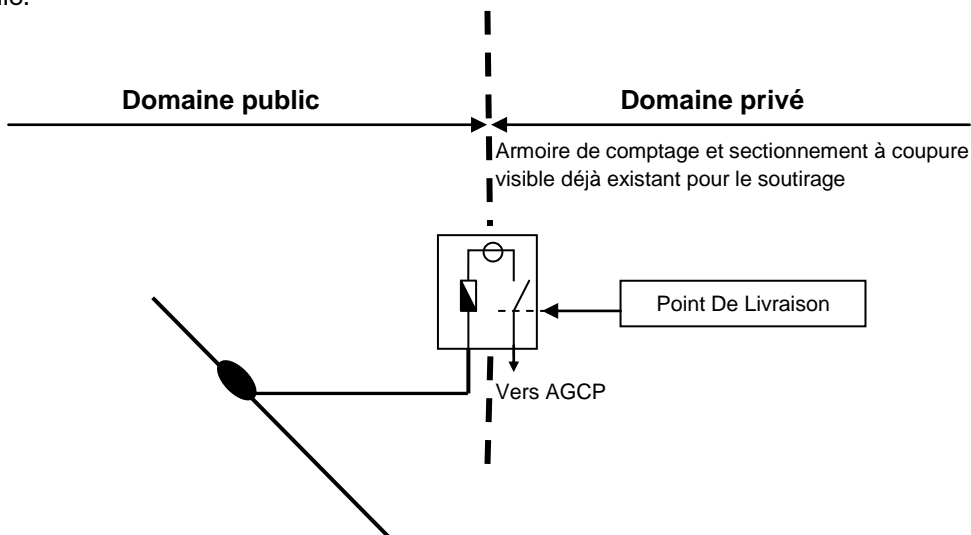 Domaine public
Domaine privé
Armoire de comptage et sectionnement à coupure
visible déjà existant pour le soutirage
Point De Livraison
Vers AGCP